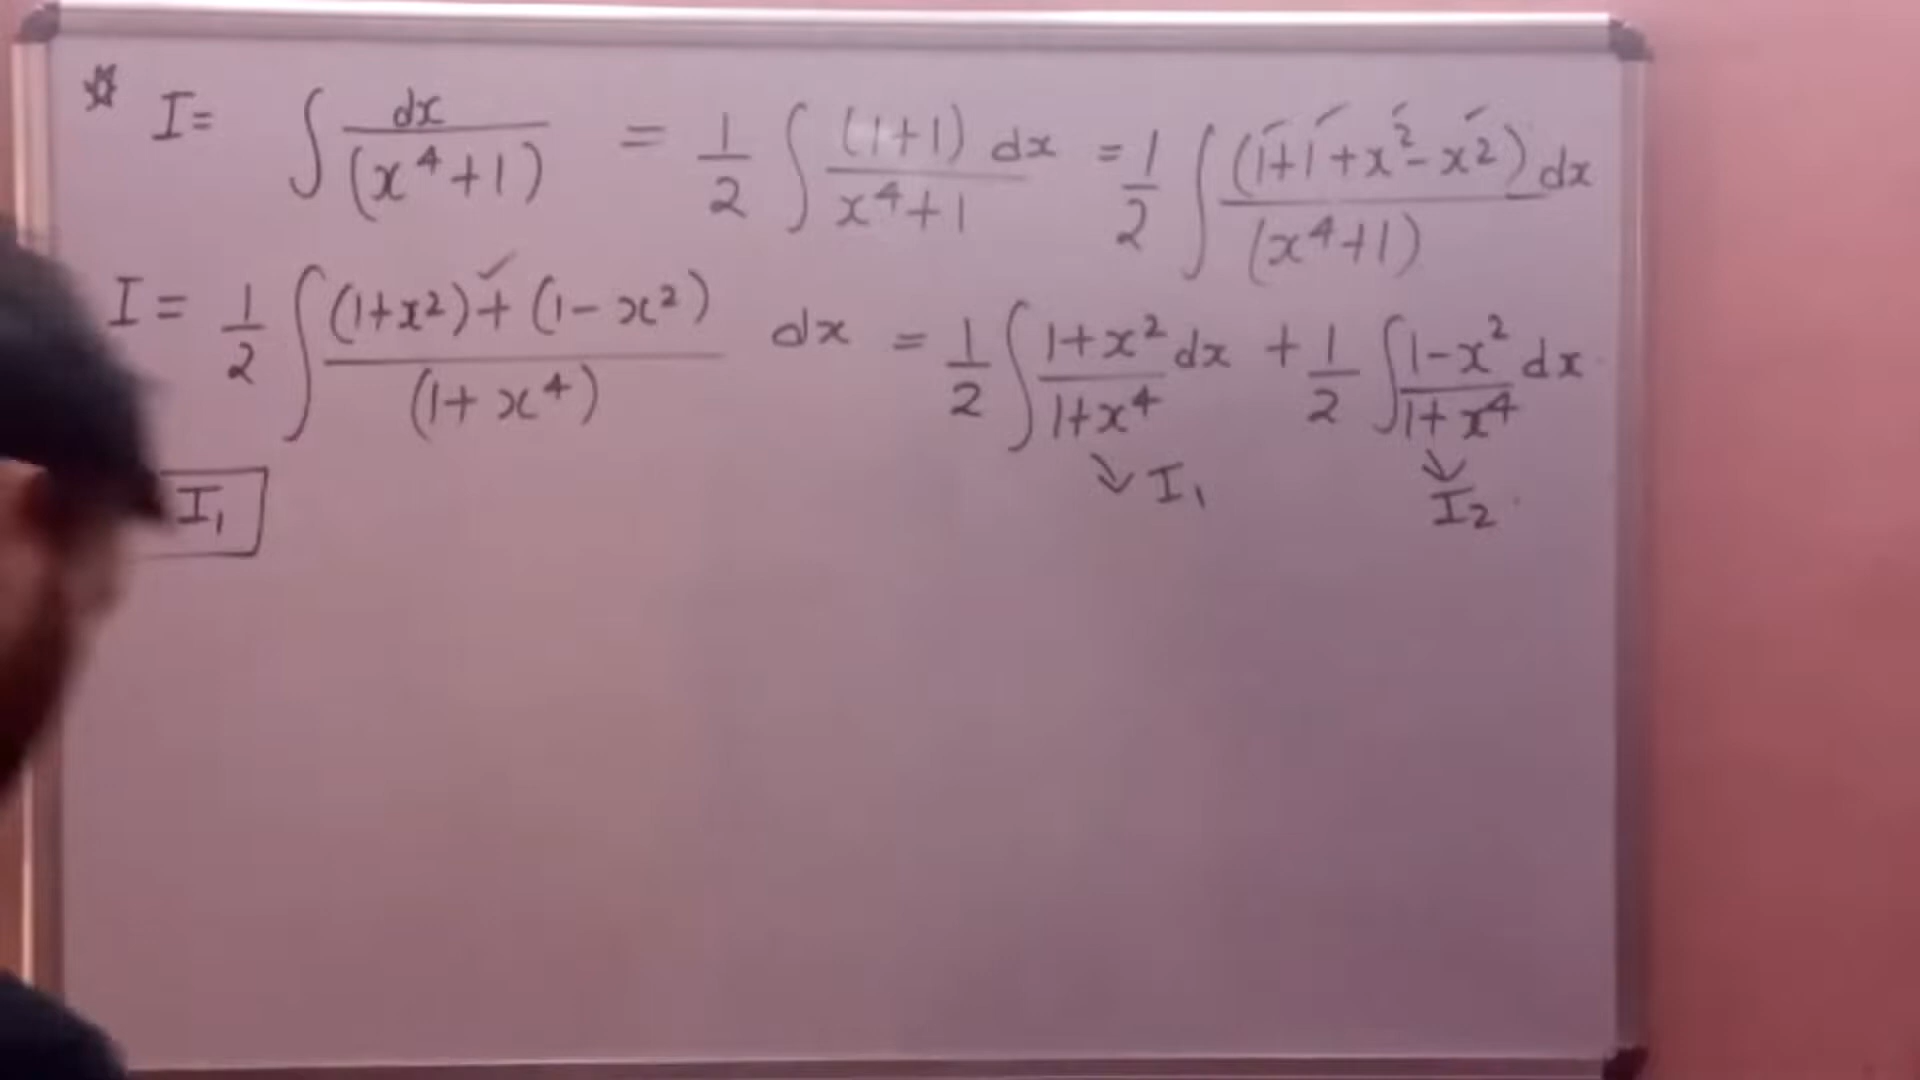 ☆ I = ∫ dx/(x⁴+1) = 1/2 ∫ (1+1)/(x⁴+1) dx = 1/2 ∫ (1+1+x²-x²)/(x⁴+1) dx
I = 1/2 ∫ ((1+x²)+(1-x²))/(1+x⁴) dx = 1/2 ∫ (1+x²)/(1+x⁴) dx + 1/2 ∫ (1-x²)/(1+x⁴) dx
↘ I₁ ↓ I₂
I₁